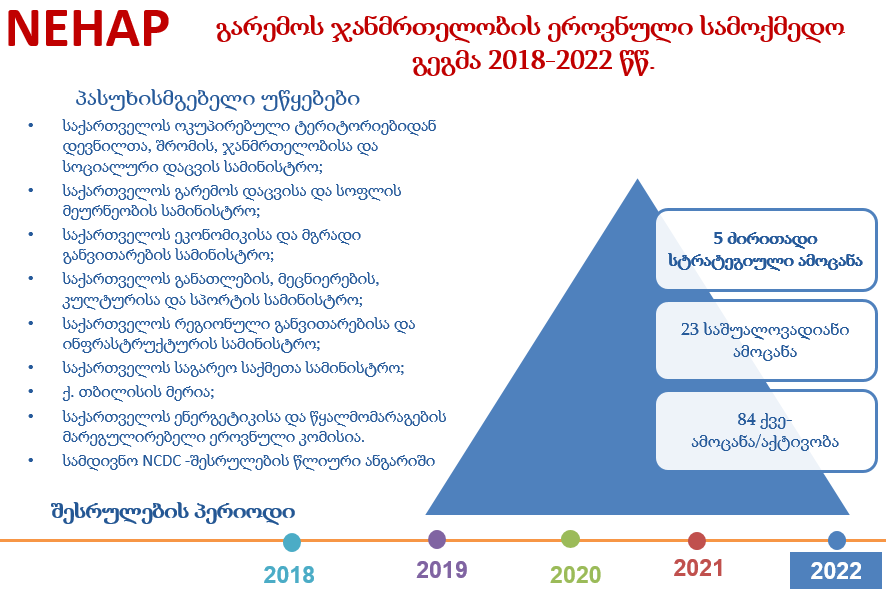 NEHAP
გარემოს ჯანმრთელობის ეროვნული სამოქმედო
გეგმა 2018-2022 წწ.
პასუხისმგებელი უწყებები
• საქართველოს ოკუპირებული ტერიტორიებიდან
დევნილთა, შრომის, ჯანმრთელობისა და
სოციალური დაცვის სამინისტრო;
• საქართველოს გარემოს დაცვისა და სოფლის
მეურნეობის სამინისტრო;
• საქართველოს ეკონომიკისა და მგრადი
განვითარების სამინისტრო;
• საქართველოს განათლების, მეცნიერების,
კულტურისა და სპორტის სამინისტრო;
• საქართველოს რეგიონული განვითარებისა და
ინფრასტრუქტურის სამინისტრო;
• საქართველოს საგარეო საქმეთა სამინისტრო;
• ქ. თბილისის მერია;
• საქართველოს ენერგეტიკისა და წყალმომარაგების
მარეგულირებელი ეროვნული კომისია.
• სამდივნო NCDC -შესრულების წლიური ანგარიში
5 ძირითადი
სტრატეგიული ამოცანა
23 საშუალოვადიანი
ამოცანა
84 ქვე-
ამოცანა/აქტივობა
შესრულების პერიოდი
2018
2019
2020
2021
2022